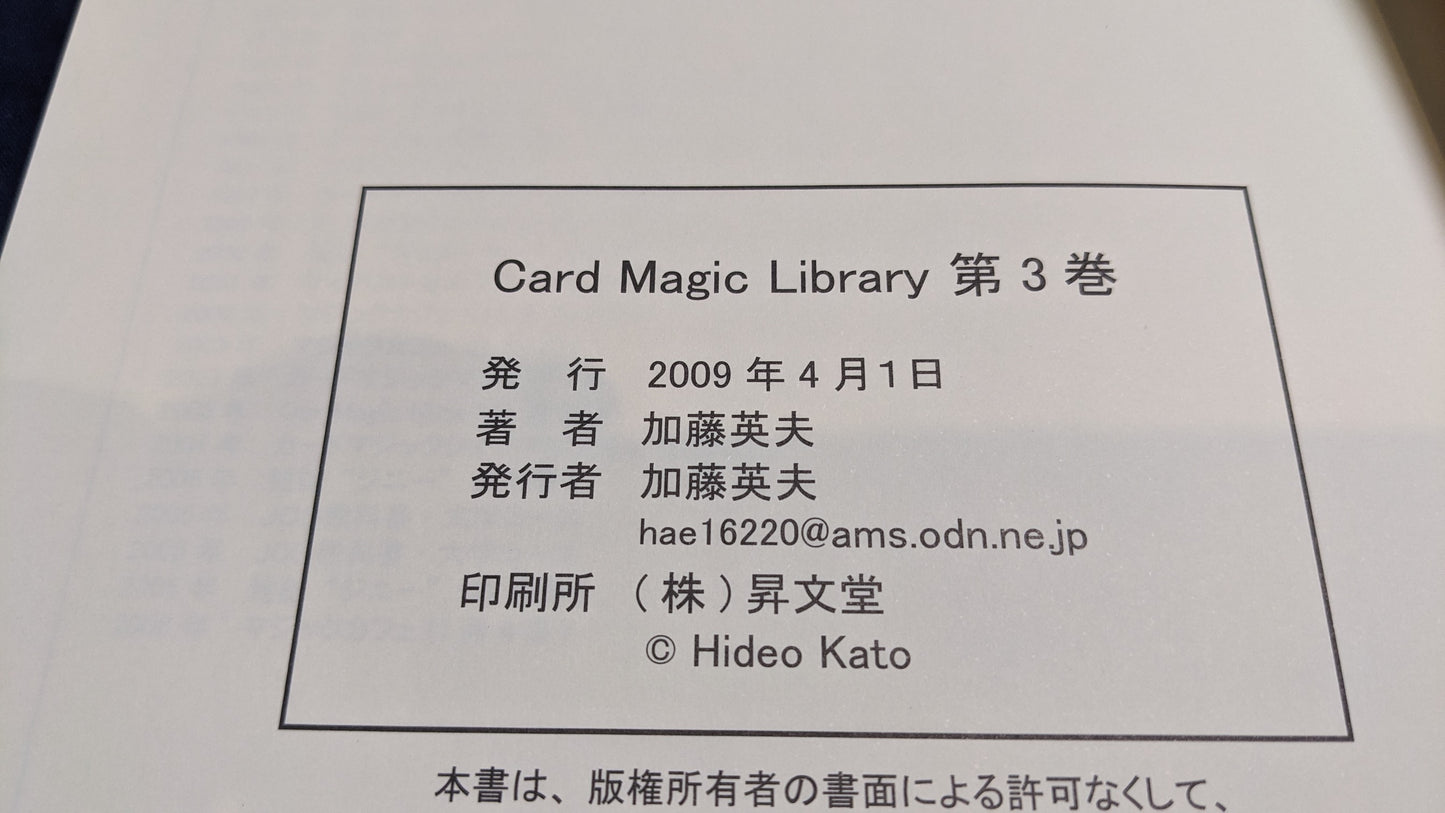 Card Magic Library 第 3 巻
発　行　2009 年 4 月1日
著　者　加藤英夫
発行者　加藤英夫
hae16220@ams.odn.ne.jp
印刷所　(株)昇文堂
© Hideo Kato
本書は、版権所有者の書面による許可なくして、